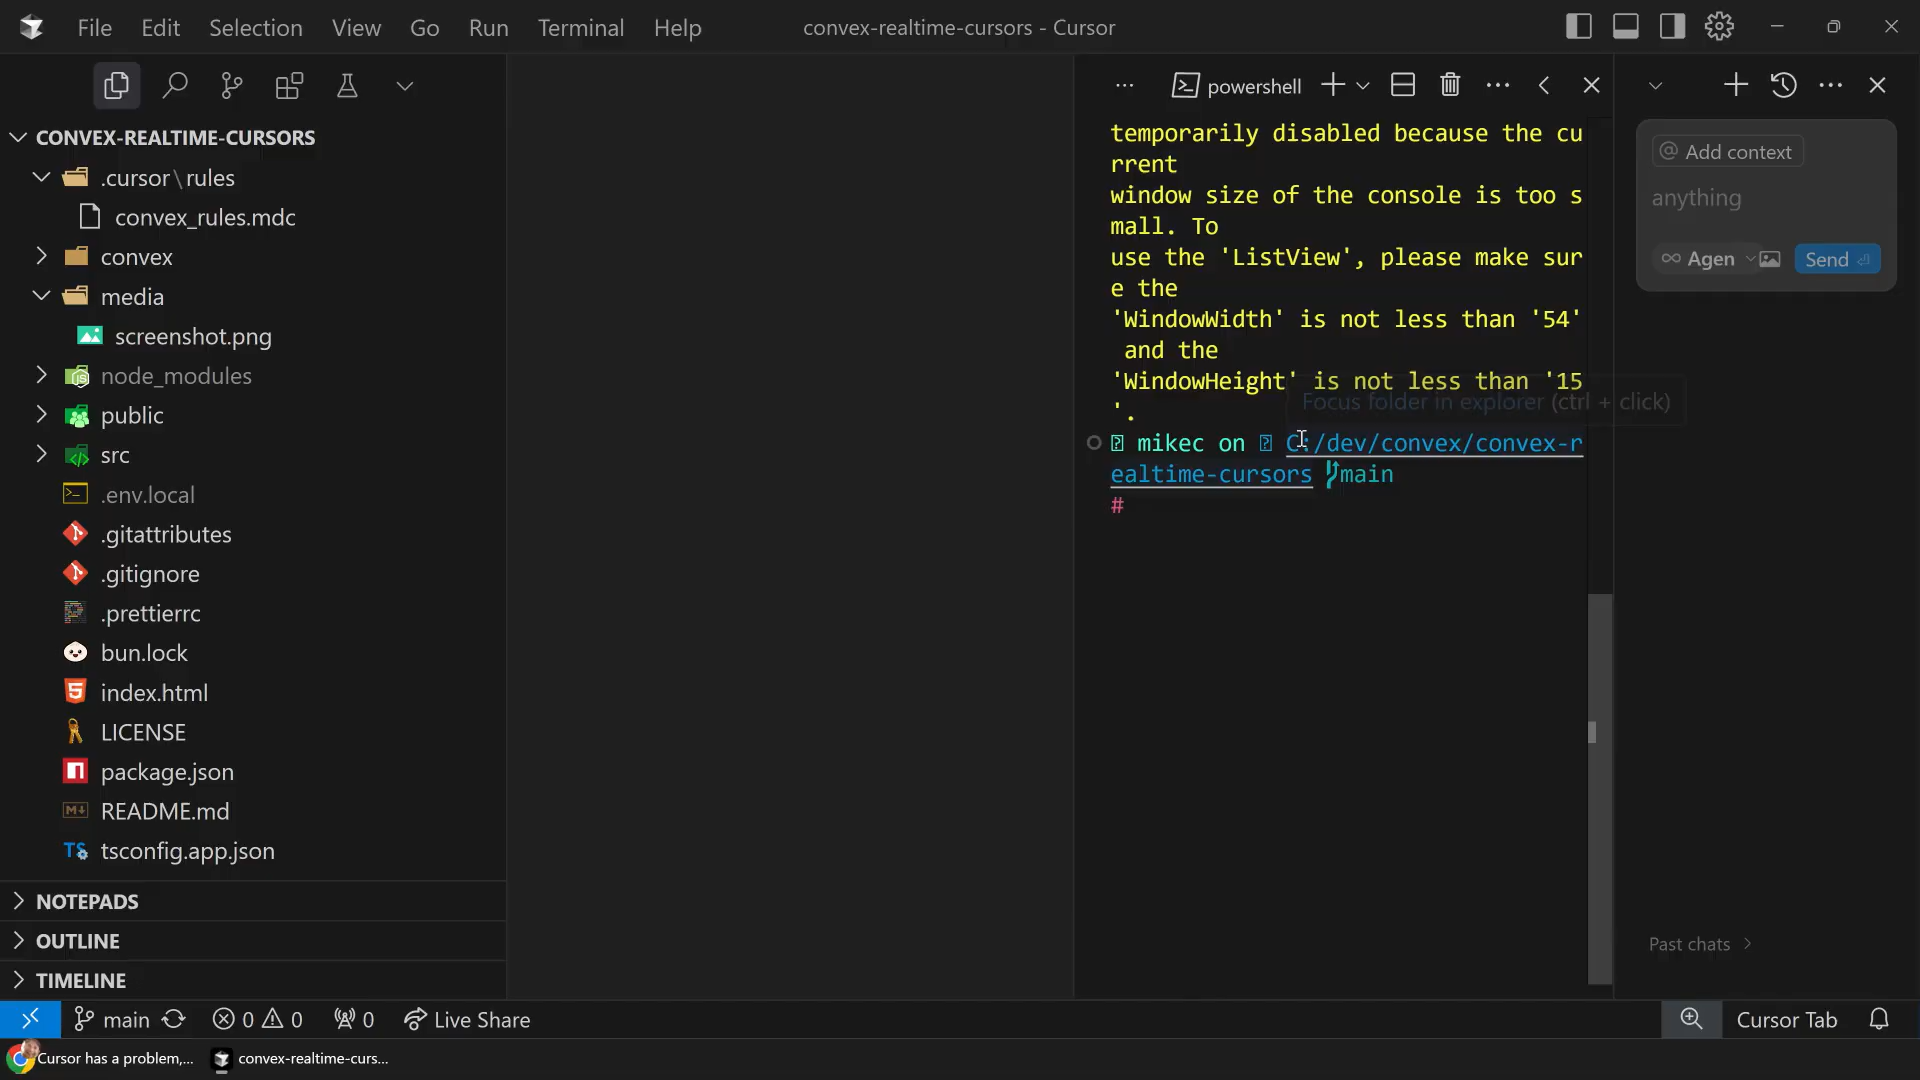 File Edit Selection View Go Run Terminal Help
convex-realtime-cursors - Cursor
CONVEX-REALTIME-CURSORS
.cursor\rules
convex_rules.mdc
convex
media
screenshot.png
node_modules
public
src
.env.local
.gitattributes
.gitignore
.prettierrc
bun.lock
index.html
LICENSE
package.json
README.md
tsconfig.app.json
NOTEPADS
OUTLINE
TIMELINE
powershell
temporarily disabled because the cu
rrent
window size of the console is too s
mall. To
use the 'ListView', please make sur
e the
'WindowWidth' is not less than '54'
and the
'WindowHeight' is not less than '15
'.
Focus folder in explorer (ctrl + click)
mikec on C:/dev/convex/convex-r
ealtime-cursors main
#
@ Add context
anything
∞ Agen
Send
Past chats
main
0 0
0
Live Share
Cursor Tab
Cursor has a problem,...
convex-realtime-curs...